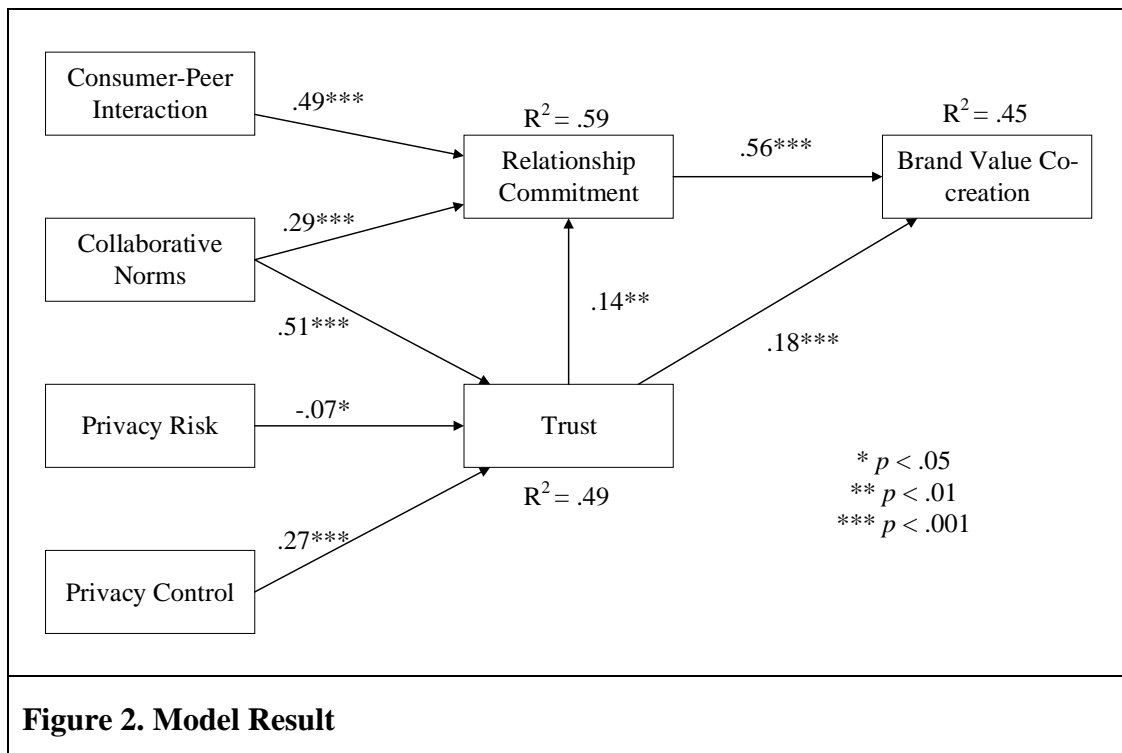 Consumer-Peer
Interaction
.49***
R² = .59
R² = .45
Relationship
Commitment
.56***
Brand Value Co-
creation
.29***
Collaborative
Norms
.51***
.14**
.18***
Privacy Risk
-.07*
Trust
R² = .49
* p < .05
** p < .01
*** p < .001
.27***
Privacy Control
Figure 2. Model Result